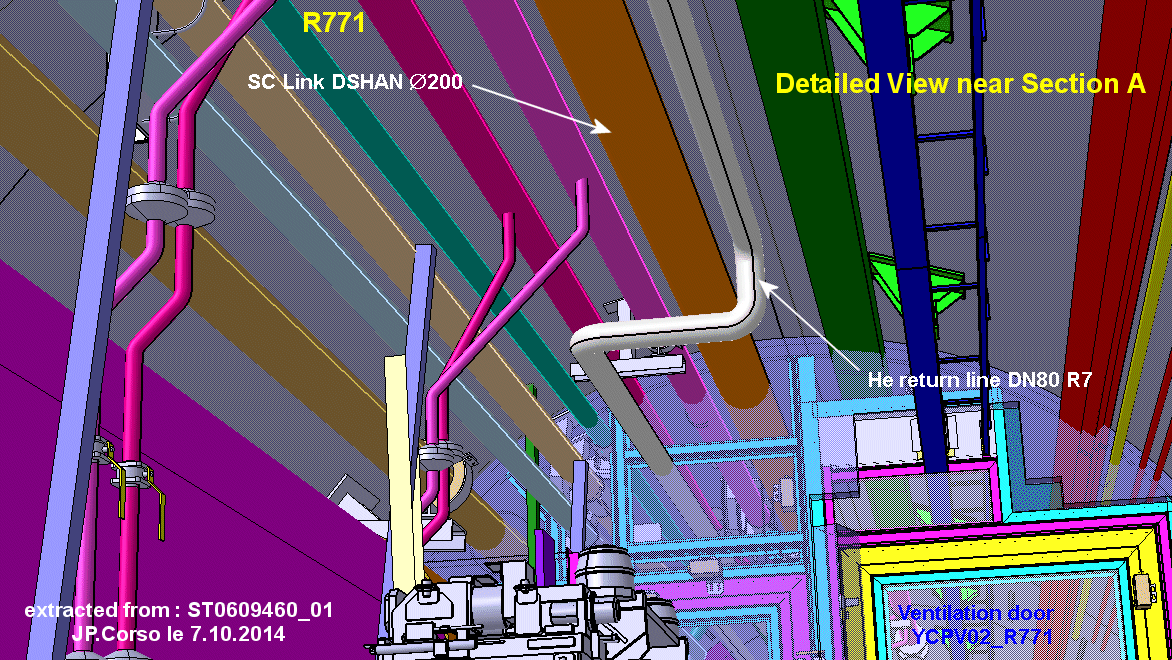 R771
SC Link DSHAN Ø200
Detailed View near Section A
He return line DN80 R7
extracted from : ST0609460_01
JP.Corso le 7.10.2014
Ventilation door
YCPV02_R771